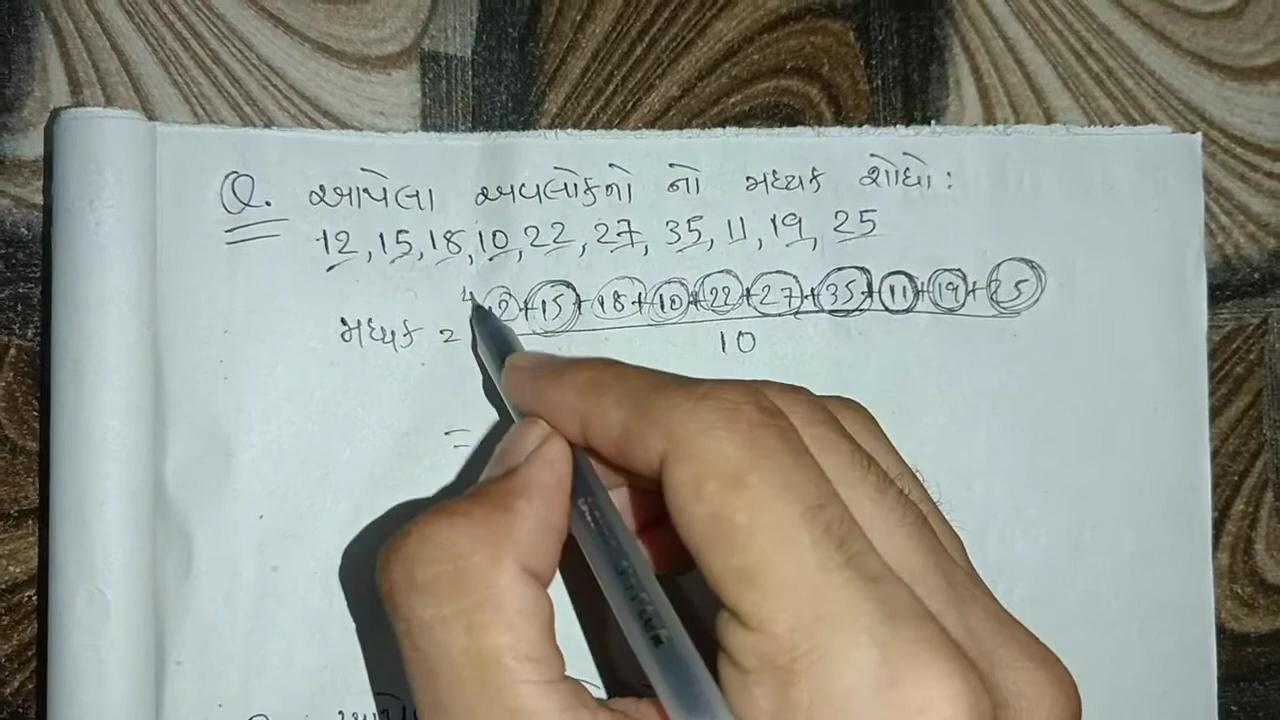 Q. આપેલા અવલોકનો નો મધ્યક શોધો:
12, 15, 18, 10, 22, 27, 35, 11, 19, 25
4
મધ્યક = 12+15+18+10+22+27+35+11+19+25
10
=